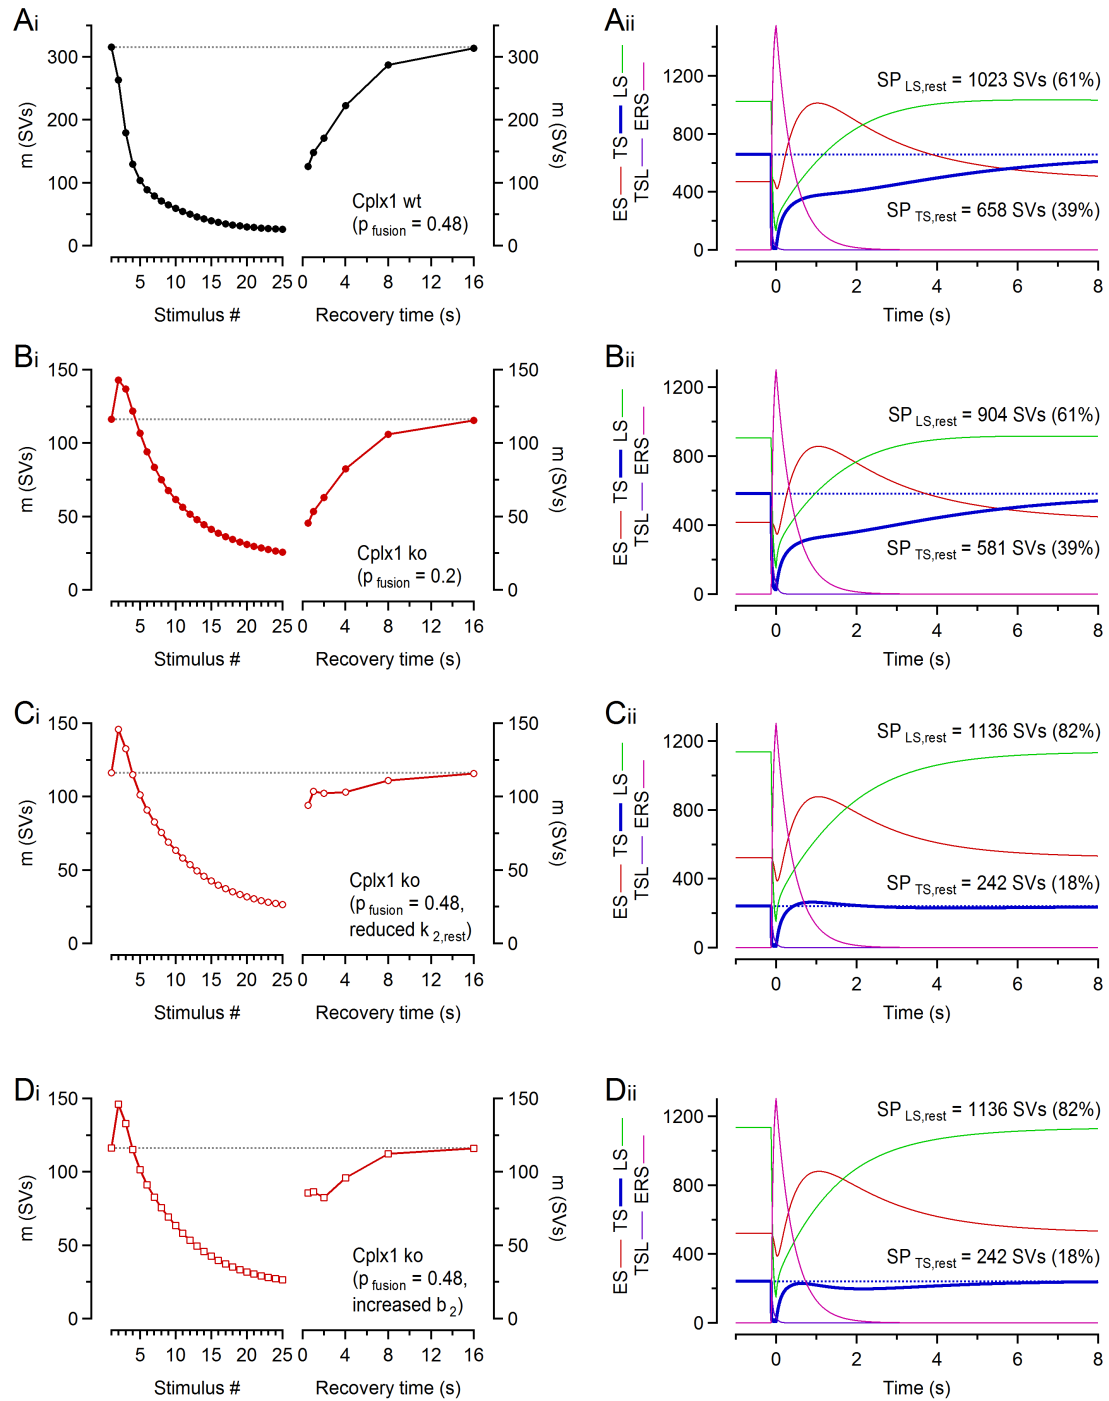 Ai
m (SVs)
300
200
100
0
300
200
100
0
m (SVs)
Cplx1 wt
(p fusion = 0.48)
5 10 15 20 25
0 4 8 12 16
Stimulus #
Recovery time (s)
Aii
ES TS LS
TSL ERS
1200
800
400
0
SP LS,rest = 1023 SVs (61%)
SP TS,rest = 658 SVs (39%)
0 2 4 6 8
Time (s)
Bi
m (SVs)
150
100
50
0
150
100
50
0
m (SVs)
Cplx1 ko
(p fusion = 0.2)
5 10 15 20 25
0 4 8 12 16
Stimulus #
Recovery time (s)
Bii
ES TS LS
TSL ERS
1200
800
400
0
SP LS,rest = 904 SVs (61%)
SP TS,rest = 581 SVs (39%)
0 2 4 6 8
Time (s)
Ci
m (SVs)
150
100
50
0
150
100
50
0
m (SVs)
Cplx1 ko
(p fusion = 0.48,
reduced k 2,rest)
5 10 15 20 25
0 4 8 12 16
Stimulus #
Recovery time (s)
Cii
ES TS LS
TSL ERS
1200
800
400
0
SP LS,rest = 1136 SVs (82%)
SP TS,rest = 242 SVs (18%)
0 2 4 6 8
Time (s)
Di
m (SVs)
150
100
50
0
150
100
50
0
m (SVs)
Cplx1 ko
(p fusion = 0.48,
increased b 2)
5 10 15 20 25
0 4 8 12 16
Stimulus #
Recovery time (s)
Dii
ES TS LS
TSL ERS
1200
800
400
0
SP LS,rest = 1136 SVs (82%)
SP TS,rest = 242 SVs (18%)
0 2 4 6 8
Time (s)